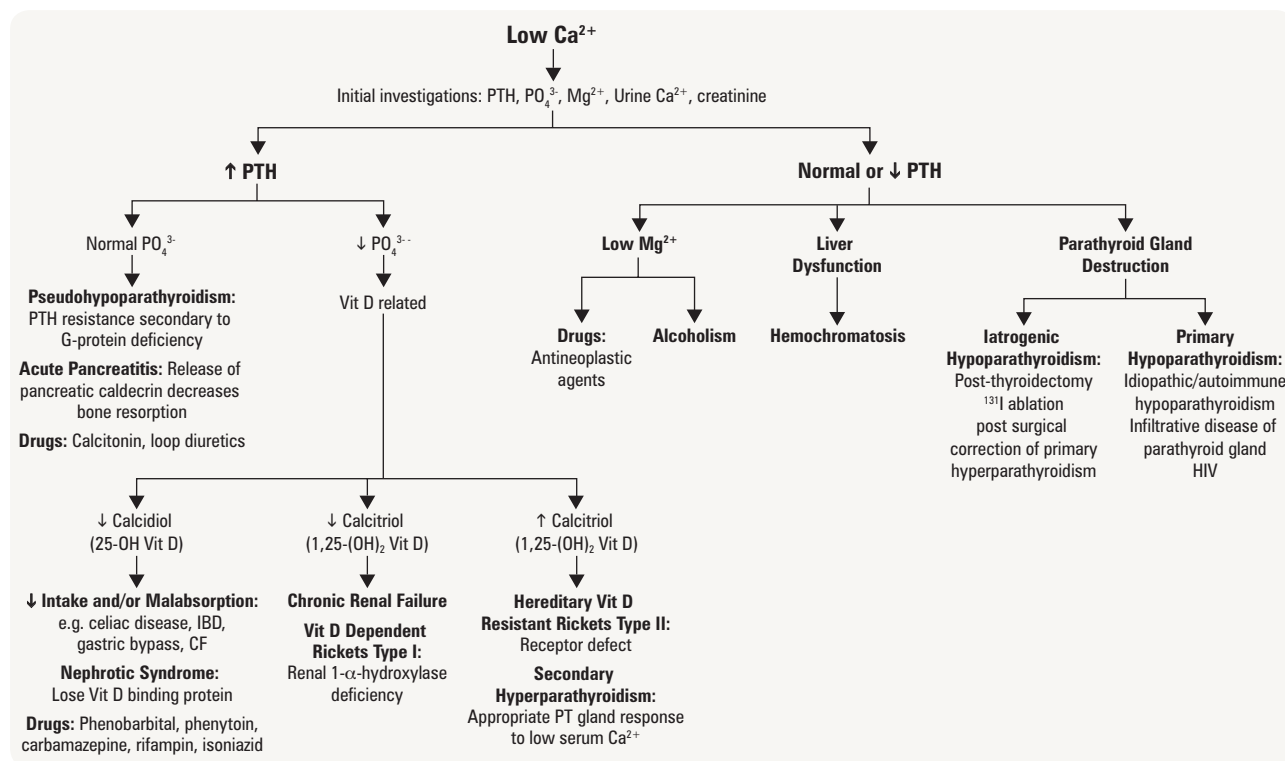 Low Ca²⁺
Initial investigations: PTH, PO₄³⁻, Mg²⁺, Urine Ca²⁺, creatinine
↑ PTH
Normal or ↓ PTH
Normal PO₄³⁻
↓ PO₄³⁻⁻
Low Mg²⁺
Liver
Dysfunction
Parathyroid Gland
Destruction
Pseudohypoparathyroidism:
PTH resistance secondary to
G-protein deficiency
Acute Pancreatitis: Release of
pancreatic caldecrin decreases
bone resorption
Drugs: Calcitonin, loop diuretics
Vit D related
Drugs:
Antineoplastic
agents
Alcoholism
Hemochromatosis
Iatrogenic
Hypoparathyroidism:
Post-thyroidectomy
¹³¹I ablation
post surgical
correction of primary
hyperparathyroidism
Primary
Hypoparathyroidism:
Idiopathic/autoimmune
hypoparathyroidism
Infiltrative disease of
parathyroid gland
HIV
↓ Calcidiol
(25-OH Vit D)
↓ Calcitriol
(1,25-(OH)₂ Vit D)
↑ Calcitriol
(1,25-(OH)₂ Vit D)
↓ Intake and/or Malabsorption:
e.g. celiac disease, IBD,
gastric bypass, CF
Nephrotic Syndrome:
Lose Vit D binding protein
Drugs: Phenobarbital, phenytoin,
carbamazepine, rifampin, isoniazid
Chronic Renal Failure
Vit D Dependent
Rickets Type I:
Renal 1-α-hydroxylase
deficiency
Hereditary Vit D
Resistant Rickets Type II:
Receptor defect
Secondary
Hyperparathyroidism:
Appropriate PT gland response
to low serum Ca²⁺